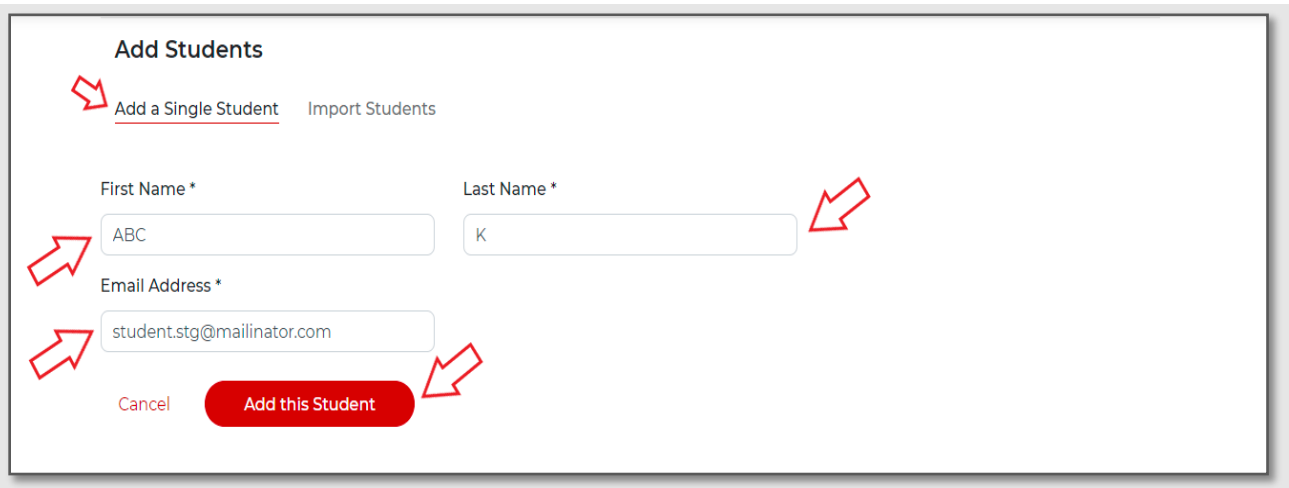 Add Students
Add a Single Student Import Students
First Name * Last Name *
ABC K
Email Address *
student.stg@mailinator.com
Cancel Add this Student